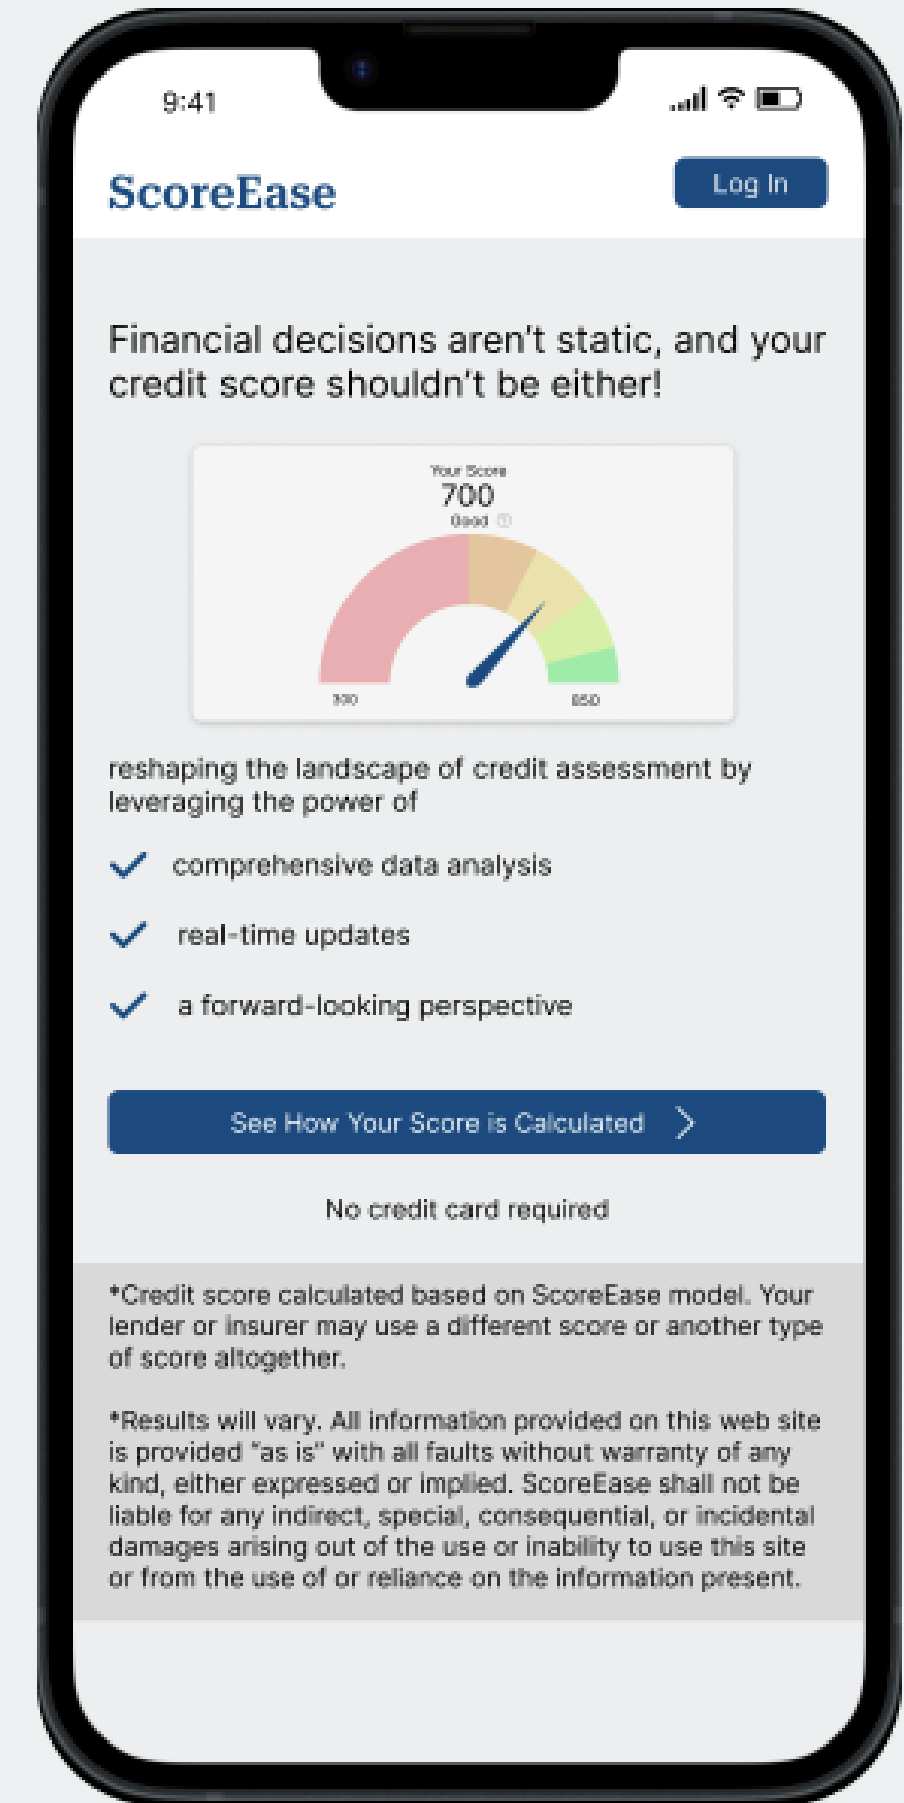 9:41
ScoreEase
Log In
Financial decisions aren’t static, and your
credit score shouldn’t be either!
Your Score
700
Good
300
850
reshaping the landscape of credit assessment by
leveraging the power of
comprehensive data analysis
real-time updates
a forward-looking perspective
See How Your Score is Calculated
No credit card required
*Credit score calculated based on ScoreEase model. Your
lender or insurer may use a different score or another type
of score altogether.
*Results will vary. All information provided on this web site
is provided “as is” with all faults without warranty of any
kind, either expressed or implied. ScoreEase shall not be
liable for any indirect, special, consequential, or incidental
damages arising out of the use or inability to use this site
or from the use of or reliance on the information present.